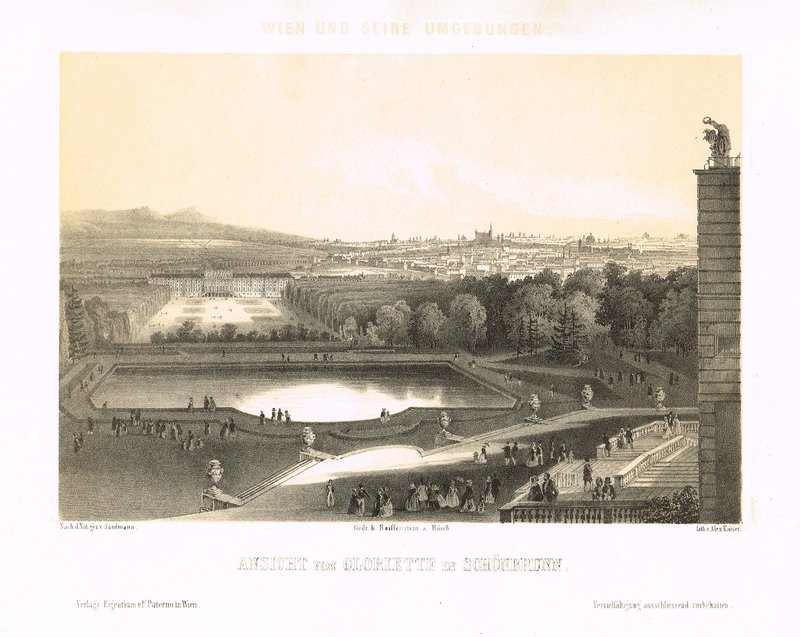 WIEN UND SEINE UMGEBUNGEN.
Nach d. Nat. gez. v. Sandmann.
Gedr. b. Reiffenstein & Rösch.
Lith. v. Alex. Kaiser.
ANSICHT VOM GLORIETTE IN SCHÖNBRUNN.
Verlag u. Eigenthum v. F. Paterno in Wien.
Vervielfältigung ausschliessend vorbehalten.